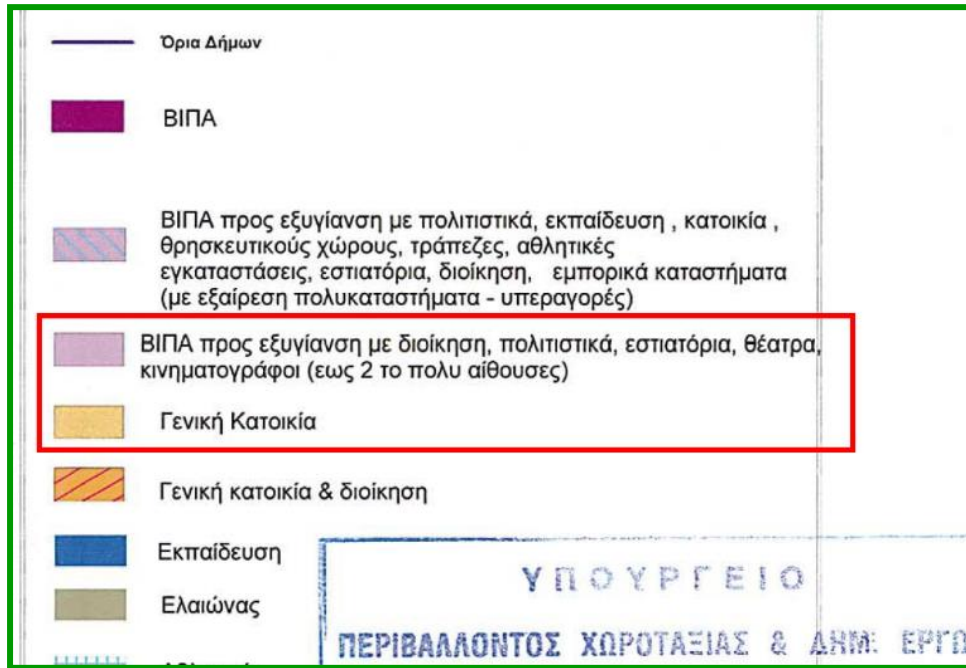 Όρια Δήμων
ΒΙΠΑ
ΒΙΠΑ προς εξυγίανση με πολιτιστικά, εκπαίδευση , κατοικία ,
θρησκευτικούς χώρους, τράπεζες, αθλητικές
εγκαταστάσεις, εστιατόρια, διοίκηση, εμπορικά καταστήματα
(με εξαίρεση πολυκαταστήματα - υπεραγορές)
ΒΙΠΑ προς εξυγίανση με διοίκηση, πολιτιστικά, εστιατόρια, θέατρα,
κινηματογράφοι (εως 2 το πολυ αίθουσες)
Γενική Κατοικία
Γενική κατοικία & διοίκηση
Εκπαίδευση
Ελαιώνας
ΥΠΟΥΡΓΕΙΟ
ΠΕΡΙΒΑΛΛΟΝΤΟΣ ΧΩΡΟΤΑΞΙΑΣ & ΔΗΜ. ΕΡΓΩ